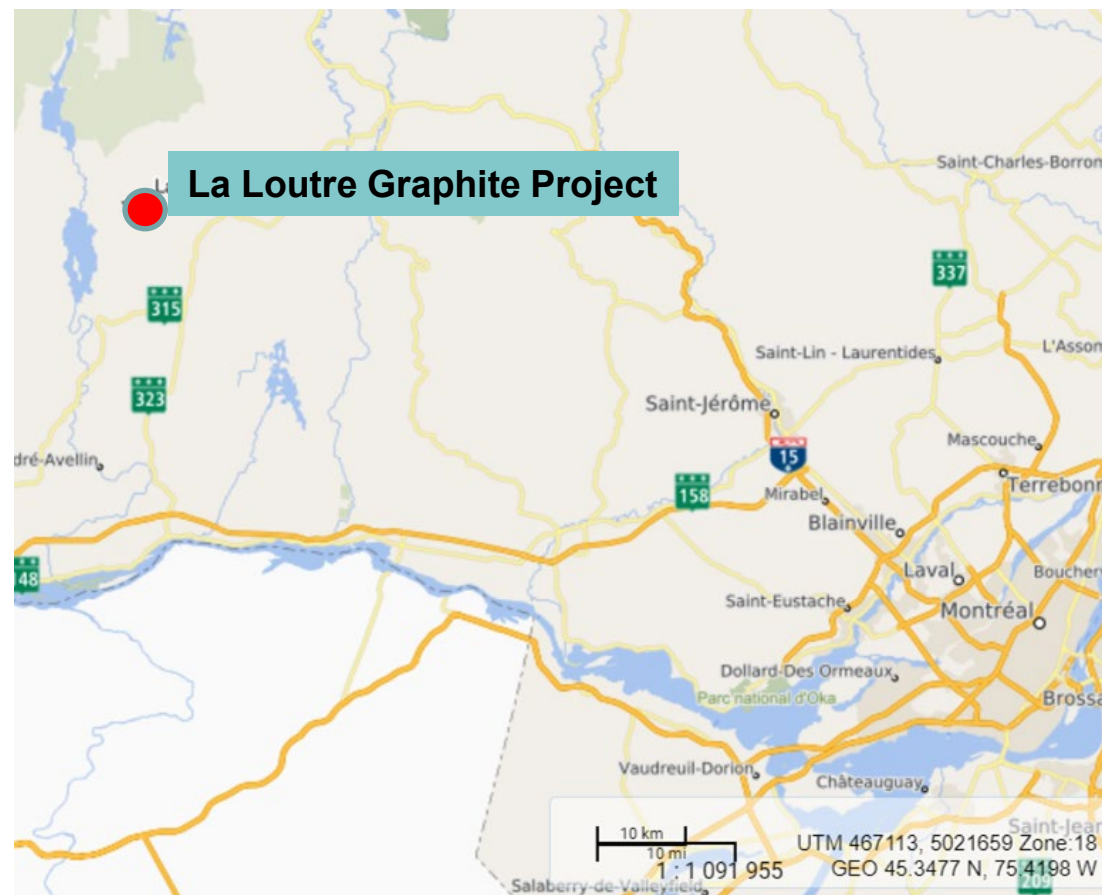 La Loutre Graphite Project
Saint-Charles-Borron
337
315
L'Asson
Saint-Lin - Laurentides
323
Saint-Jérôme
Mascouche
15
dré-Avellin
Terrebonn
158
Mirabel
Blainville
148
Laval
Bouchery
Saint-Eustache
Montréal
Dollard-Des Ormeaux
Parc national d'Oka
Brossa
Vaudreuil-Dorion
Châteauguay
Saint-Jean
10 km
10 mi
UTM 467113, 5021659 Zone:18
1 : 1 091 955
GEO 45.3477 N, 75.4198 W
209
Salaberry-de-Valleyfield